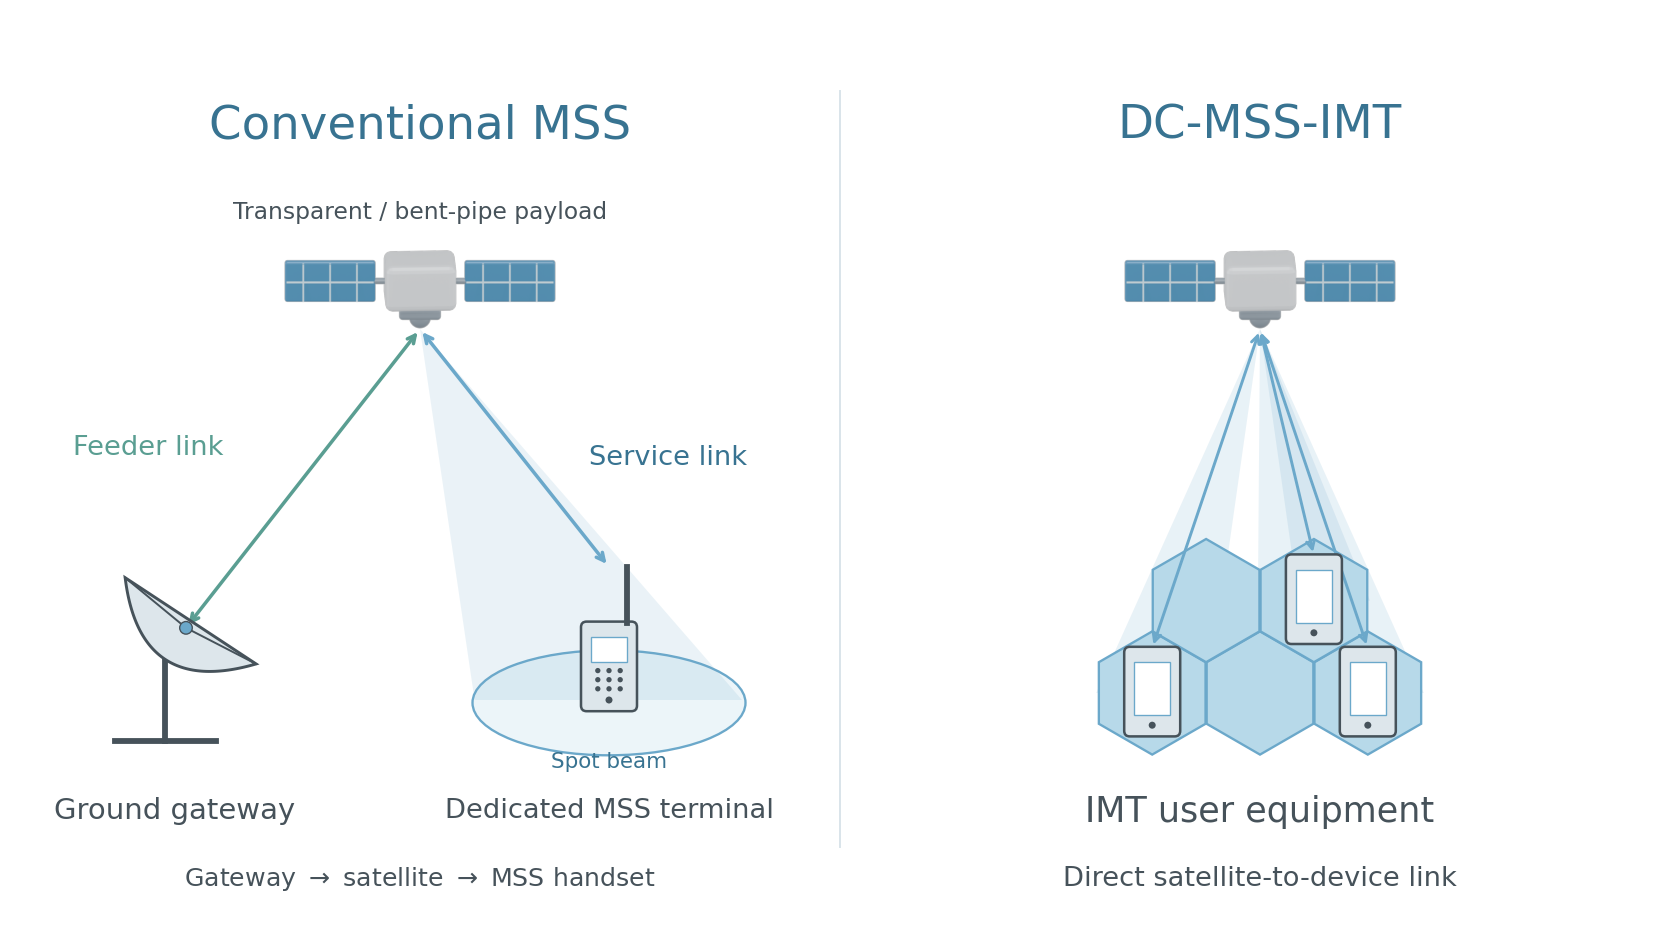 Conventional MSS
Transparent / bent-pipe payload
Feeder link
Service link
Spot beam
Ground gateway
Dedicated MSS terminal
Gateway → satellite → MSS handset
DC-MSS-IMT
IMT user equipment
Direct satellite-to-device link